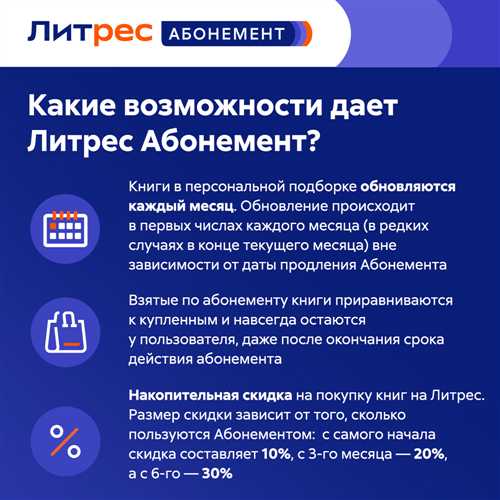 Литрес АБОНЕМЕНТ
Какие возможности дает
Литрес Абонемент?
Книги в персональной подборке обновляются
каждый месяц. Обновление происходит
в первых числах каждого месяца (в редких
случаях в конце текущего месяца) вне
зависимости от даты продления Абонемента
Взятые по абонементу книги приравниваются
к купленным и навсегда остаются
у пользователя, даже после окончания срока
действия абонемента
Накопительная скидка на покупку книг на Литрес.
Размер скидки зависит от того, сколько
пользуются Абонементом: с самого начала
скидка составляет 10%, с 3-го месяца — 20%,
а с 6-го — 30%